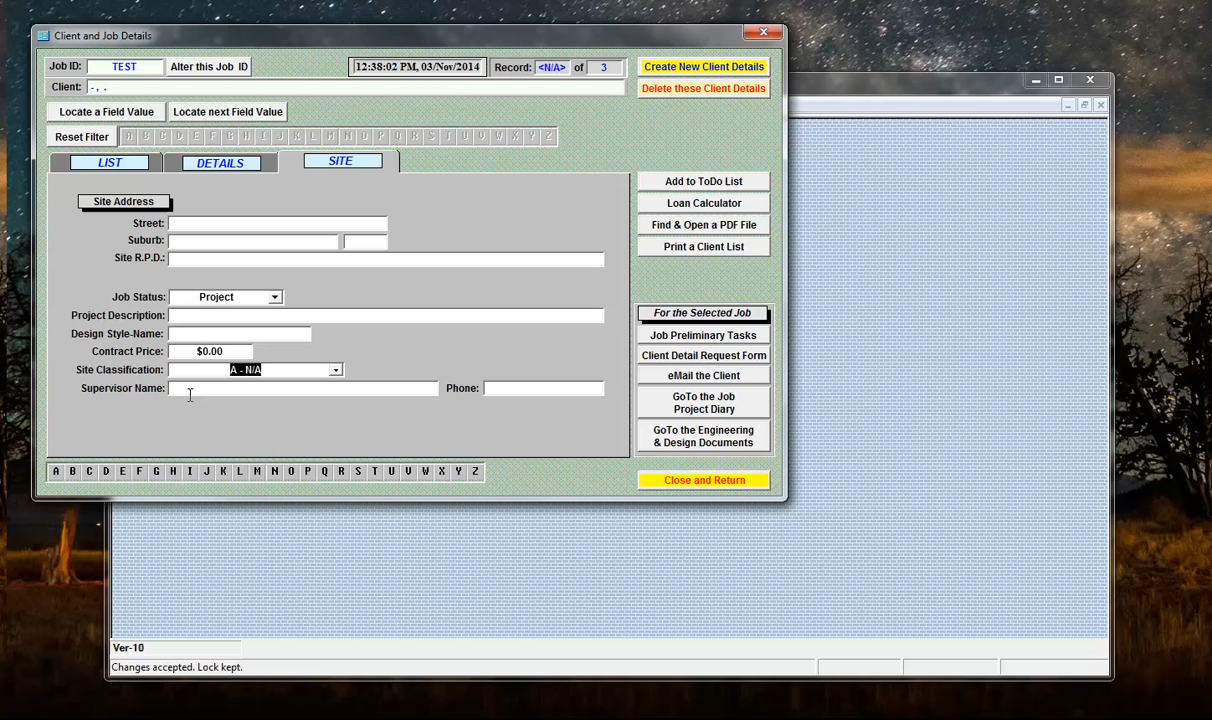 Client and Job Details
Job ID: TEST Alter this Job ID 12:38:02 PM, 03/Nov/2014 Record: <N/A> of 3 Create New Client Details
Client: - , . Delete these Client Details
Locate a Field Value Locate next Field Value
Reset Filter A B C D E F G H I J K L M N O P Q R S T U V W X Y Z
LIST DETAILS SITE
Site Address
Street:
Suburb:
Site R.P.D.:
Job Status: Project
Project Description:
Design Style-Name:
Contract Price: $0.00
Site Classification: A - N/A
Supervisor Name: Phone:
A B C D E F G H I J K L M N O P Q R S T U V W X Y Z
Add to ToDo List
Loan Calculator
Find & Open a PDF File
Print a Client List
For the Selected Job
Job Preliminary Tasks
Client Detail Request Form
eMail the Client
GoTo the Job
Project Diary
GoTo the Engineering
& Design Documents
Close and Return
Ver-10
Changes accepted. Lock kept.